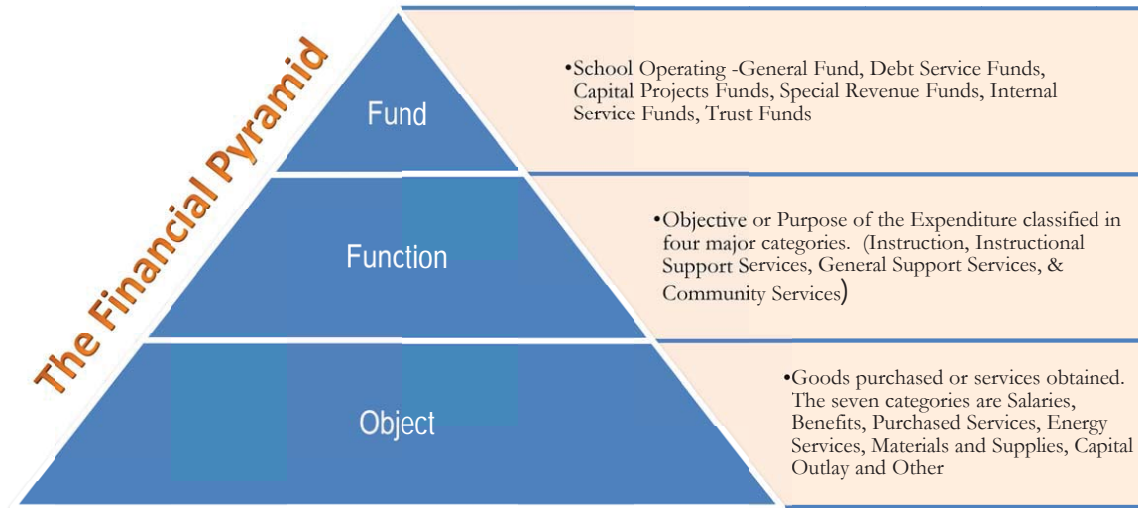 The Financial Pyramid
Fund
•School Operating -General Fund, Debt Service Funds,
Capital Projects Funds, Special Revenue Funds, Internal
Service Funds, Trust Funds
Function
•Objective or Purpose of the Expenditure classified in
four major categories. (Instruction, Instructional
Support Services, General Support Services, &
Community Services)
Object
•Goods purchased or services obtained.
The seven categories are Salaries,
Benefits, Purchased Services, Energy
Services, Materials and Supplies, Capital
Outlay and Other